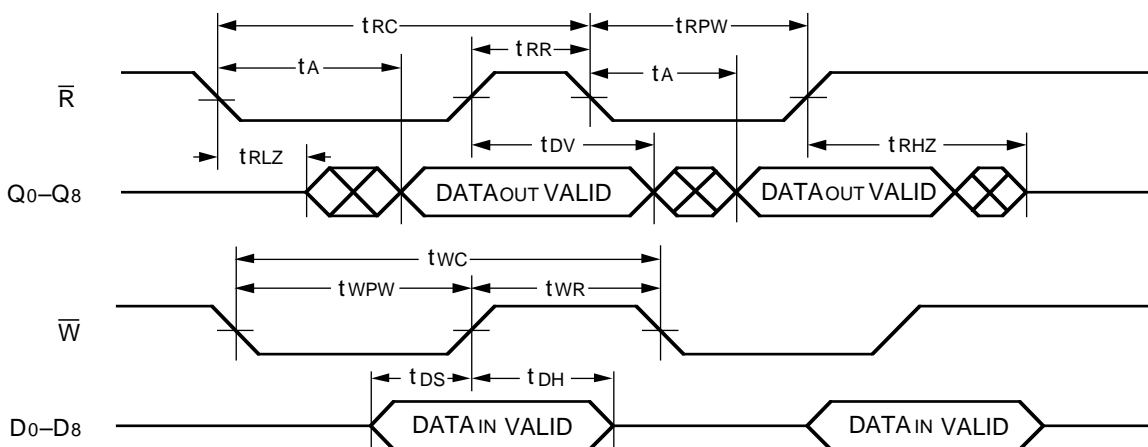 tRC tRPW
tRR
tA tA
R̅
tRLZ tDV tRHZ
Q0–Q8 DATAOUT VALID DATAOUT VALID
tWC
tWPW tWR
W̅
tDS tDH
D0–D8 DATAIN VALID DATAIN VALID